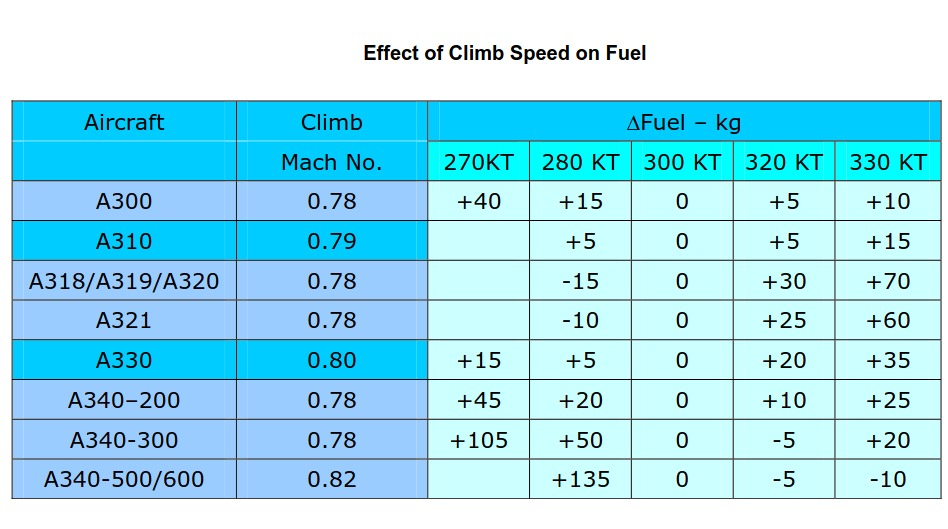 Effect of Climb Speed on Fuel
Aircraft Climb ΔFuel – kg
Mach No. 270KT 280 KT 300 KT 320 KT 330 KT
A300 0.78 +40 +15 0 +5 +10
A310 0.79 +5 0 +5 +15
A318/A319/A320 0.78 -15 0 +30 +70
A321 0.78 -10 0 +25 +60
A330 0.80 +15 +5 0 +20 +35
A340–200 0.78 +45 +20 0 +10 +25
A340-300 0.78 +105 +50 0 -5 +20
A340-500/600 0.82 +135 0 -5 -10